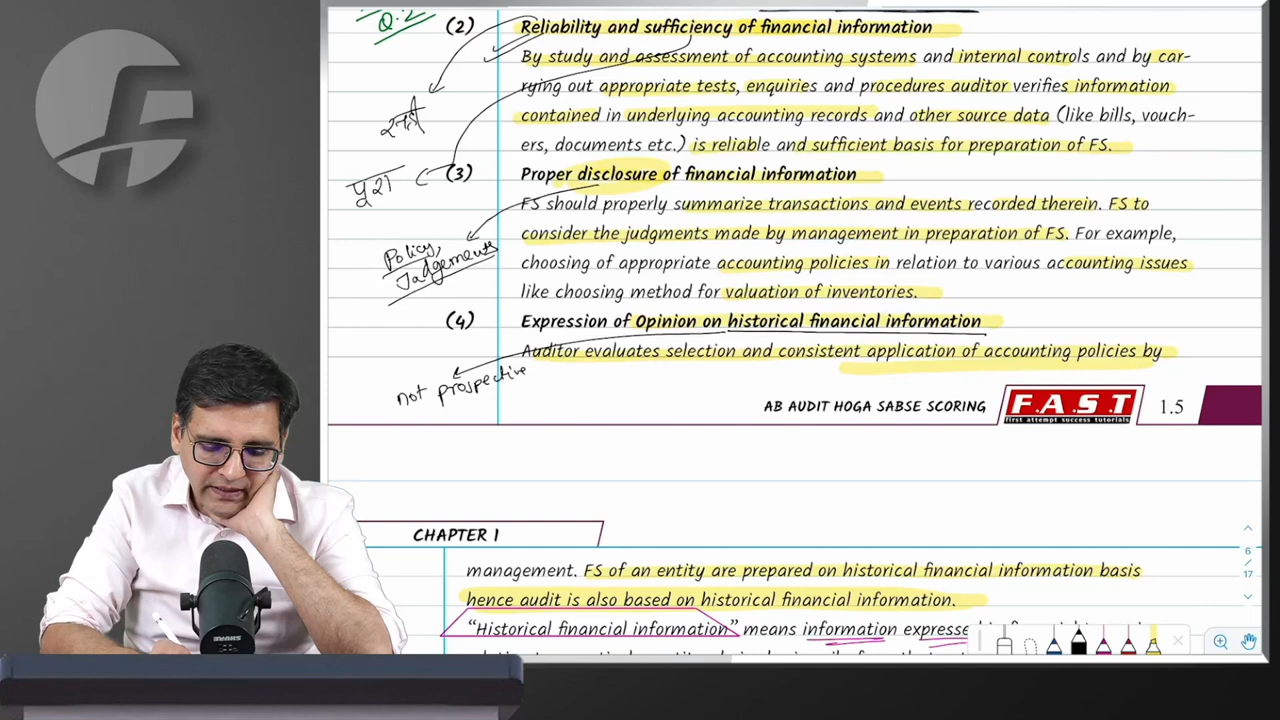 Q.2
(2) Reliability and sufficiency of financial information
By study and assessment of accounting systems and internal controls and by car-
rying out appropriate tests, enquiries and procedures auditor verifies information
contained in underlying accounting records and other source data (like bills, vouch-
ers, documents etc.) is reliable and sufficient basis for preparation of FS.
पूरा
(3) Proper disclosure of financial information
FS should properly summarize transactions and events recorded therein. FS to
consider the judgments made by management in preparation of FS. For example,
Policy,
Judgements
choosing of appropriate accounting policies in relation to various accounting issues
like choosing method for valuation of inventories.
(4) Expression of Opinion on historical financial information
Auditor evaluates selection and consistent application of accounting policies by
not prospective
AB AUDIT HOGA SABSE SCORING
F.A.S.T
first attempt success tutorials
1.5
CHAPTER 1
management. FS of an entity are prepared on historical financial information basis
hence audit is also based on historical financial information.
"Historical financial information" means information expresse
6
/
17
SHURE